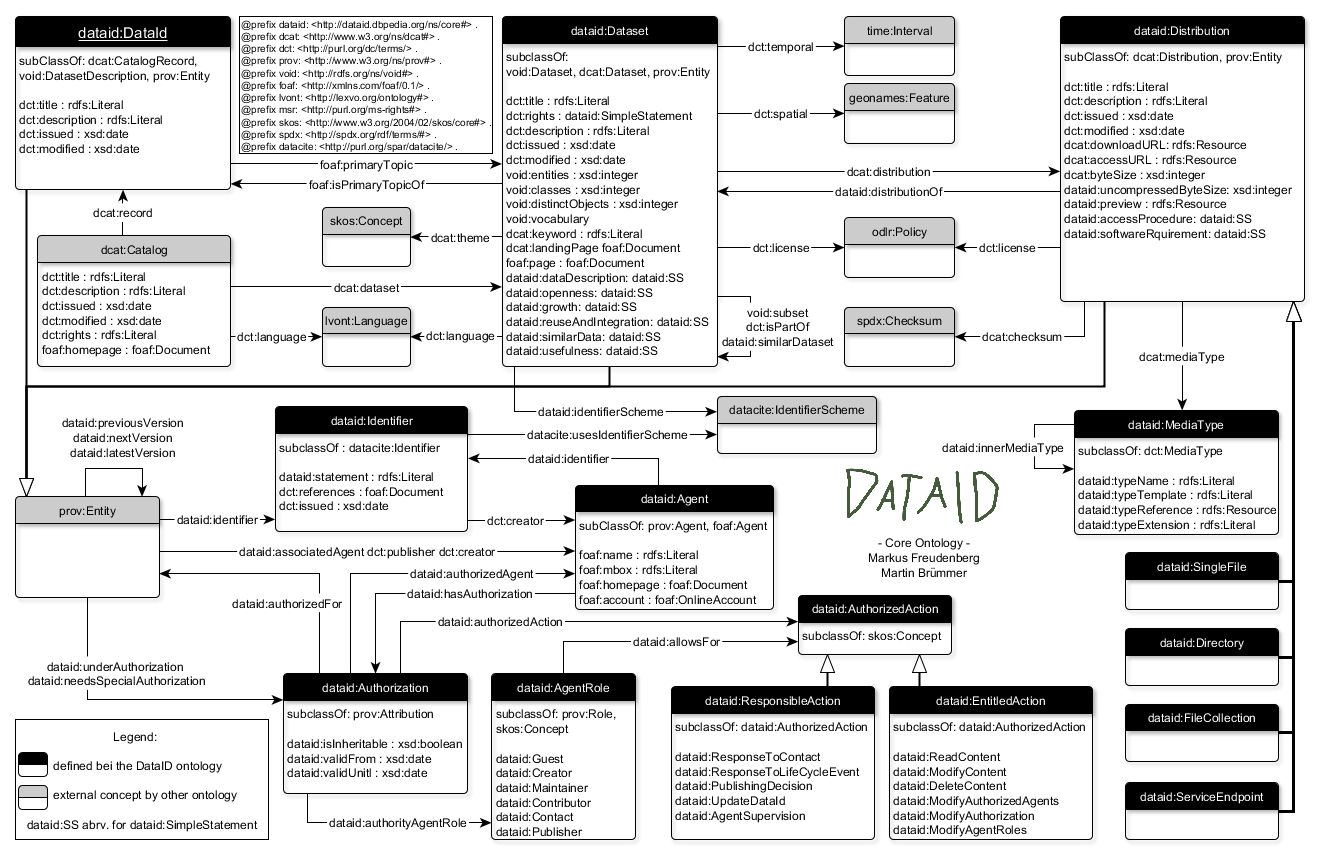 dataid:DataId
subClassOf: dcat:CatalogRecord,
void:DatasetDescription, prov:Entity
dct:title : rdfs:Literal
dct:description : rdfs:Literal
dct:issued : xsd:date
dct:modified : xsd:date
@prefix dataid: <http://dataid.dbpedia.org/ns/core#> .
@prefix dcat: <http://www.w3.org/ns/dcat#> .
@prefix dct: <http://purl.org/dc/terms/> .
@prefix prov: <http://www.w3.org/ns/prov#> .
@prefix void: <http://rdfs.org/ns/void#> .
@prefix foaf: <http://xmlns.com/foaf/0.1/> .
@prefix lvont: <http://lexvo.org/ontology#> .
@prefix msr: <http://purl.org/ms-rights#> .
@prefix skos: <http://www.w3.org/2004/02/skos/core#> .
@prefix spdx: <http://spdx.org/rdf/terms#> .
@prefix datacite: <http://purl.org/spar/datacite/> .
foaf:primaryTopic
foaf:isPrimaryTopicOf
dcat:record
dcat:Catalog
dct:title : rdfs:Literal
dct:description : rdfs:Literal
dct:issued : xsd:date
dct:modified : xsd:date
dct:rights : rdfs:Literal
foaf:homepage : foaf:Document
skos:Concept
dcat:theme
dcat:dataset
lvont:Language
dct:language
dct:language
dataid:Dataset
subclassOf:
void:Dataset, dcat:Dataset, prov:Entity
dct:title : rdfs:Literal
dct:rights : dataid:SimpleStatement
dct:description : rdfs:Literal
dct:issued : xsd:date
dct:modified : xsd:date
void:entities : xsd:integer
void:classes : xsd:integer
void:distinctObjects : xsd:integer
void:vocabulary
dcat:keyword : rdfs:Literal
dcat:landingPage foaf:Document
foaf:page : foaf:Document
dataid:dataDescription: dataid:SS
dataid:openness: dataid:SS
dataid:growth: dataid:SS
dataid:reuseAndIntegration: dataid:SS
dataid:similarData: dataid:SS
dataid:usefulness: dataid:SS
dct:temporal
time:Interval
dct:spatial
geonames:Feature
dcat:distribution
dataid:distributionOf
dct:license
odlr:Policy
dct:license
void:subset
dct:isPartOf
dataid:similarDataset
spdx:Checksum
dcat:checksum
dataid:Distribution
subClassOf: dcat:Distribution, prov:Entity
dct:title : rdfs:Literal
dct:description : rdfs:Literal
dct:issued : xsd:date
dct:modified : xsd:date
dcat:downloadURL: rdfs:Resource
dcat:accessURL : rdfs:Resource
dcat:byteSize : xsd:integer
dataid:uncompressedByteSize: xsd:integer
dataid:preview : rdfs:Resource
dataid:accessProcedure: dataid:SS
dataid:softwareRquirement: dataid:SS
dcat:mediaType
dataid:identifierScheme
datacite:IdentifierScheme
datacite:usesIdentifierScheme
dataid:previousVersion
dataid:nextVersion
dataid:latestVersion
dataid:Identifier
subclassOf : datacite:Identifier
dataid:statement : rdfs:Literal
dct:references : foaf:Document
dct:issued : xsd:date
dataid:identifier
dataid:innerMediaType
dataid:MediaType
subclassOf: dct:MediaType
dataid:typeName : rdfs:Literal
dataid:typeTemplate : rdfs:Literal
dataid:typeReference : rdfs:Resource
dataid:typeExtension : rdfs:Literal
prov:Entity
dataid:identifier
dct:creator
dataid:Agent
subClassOf: prov:Agent, foaf:Agent
foaf:name : rdfs:Literal
foaf:mbox : rdfs:Literal
foaf:homepage : foaf:Document
foaf:account : foaf:OnlineAccount
DATAID
- Core Ontology -
Markus Freudenberg
Martin Brümmer
dataid:associatedAgent dct:publisher dct:creator
dataid:authorizedAgent
dataid:hasAuthorization
dataid:authorizedFor
dataid:authorizedAction
dataid:allowsFor
dataid:AuthorizedAction
subclassOf: skos:Concept
dataid:SingleFile
dataid:Directory
dataid:FileCollection
dataid:ServiceEndpoint
dataid:underAuthorization
dataid:needsSpecialAuthorization
dataid:Authorization
subclassOf: prov:Attribution
dataid:isInheritable : xsd:boolean
dataid:validFrom : xsd:date
dataid:validUnitl : xsd:date
dataid:authorityAgentRole
dataid:AgentRole
subclassOf: prov:Role,
skos:Concept
dataid:Guest
dataid:Creator
dataid:Maintainer
dataid:Contributor
dataid:Contact
dataid:Publisher
dataid:ResponsibleAction
subclassOf: dataid:AuthorizedAction
dataid:ResponseToContact
dataid:ResponseToLifeCycleEvent
dataid:PublishingDecision
dataid:UpdateDataId
dataid:AgentSupervision
dataid:EntitledAction
subclassOf: dataid:AuthorizedAction
dataid:ReadContent
dataid:ModifyContent
dataid:DeleteContent
dataid:ModifyAuthorizedAgents
dataid:ModifyAuthorization
dataid:ModifyAgentRoles
Legend:
defined bei the DataID ontology
external concept by other ontology
dataid:SS abrv. for dataid:SimpleStatement